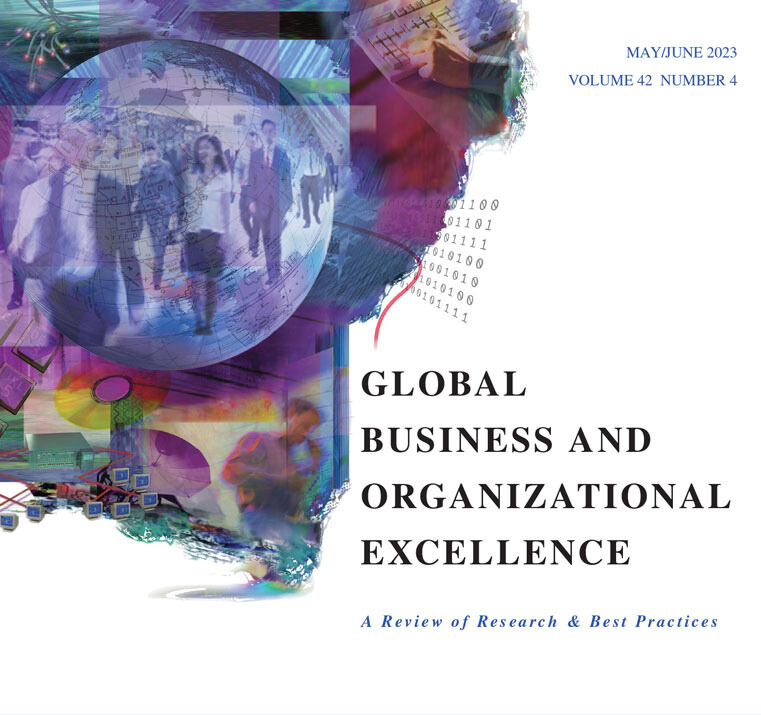 MAY/JUNE 2023
VOLUME 42 NUMBER 4
GLOBAL
BUSINESS AND
ORGANIZATIONAL
EXCELLENCE
A Review of Research & Best Practices